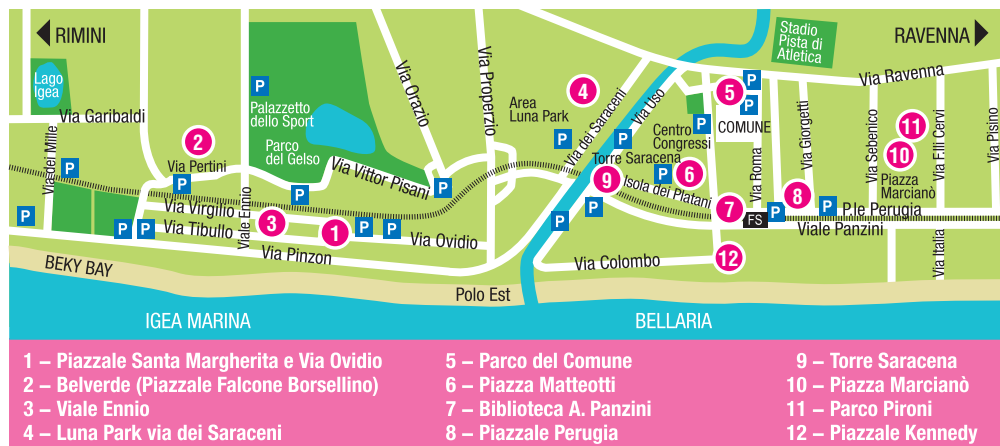 RIMINI
RAVENNA
Stadio
Pista di
Atletica
Lago
Igea
P
Via Ravenna
Via Garibaldi
Via Orazio
Via Properzio
Palazzetto
dello Sport
Parco
del Gelso
Area
Luna Park
4
Via dei Saraceni
Via Uso
5
P
P
P
COMUNE
Centro
Congressi
Via Giorgetti
Via Sebenico
Via F.lli Cervi
Via Pisino
11
10
Piazza
Marcianò
2
Via Pertini
P
P
Via dei Mille
P
Via Vittor Pisani
P
P
P
Torre Saracena
9
P
6
Isola dei Platani
Via Roma
8
7
FS
P
P
P.le Perugia
Viale Panzini
Via Italia
P
P
P
P
Via Virgilio
Via Tibullo
Viale Ennio
3
1
P
P
Via Ovidio
Via Pinzon
P
Via Colombo
12
BEKY BAY
Polo Est
IGEA MARINA
BELLARIA
1 – Piazzale Santa Margherita e Via Ovidio
2 – Belverde (Piazzale Falcone Borsellino)
3 – Viale Ennio
4 – Luna Park via dei Saraceni
5 – Parco del Comune
6 – Piazza Matteotti
7 – Biblioteca A. Panzini
8 – Piazzale Perugia
9 – Torre Saracena
10 – Piazza Marcianò
11 – Parco Pironi
12 – Piazzale Kennedy